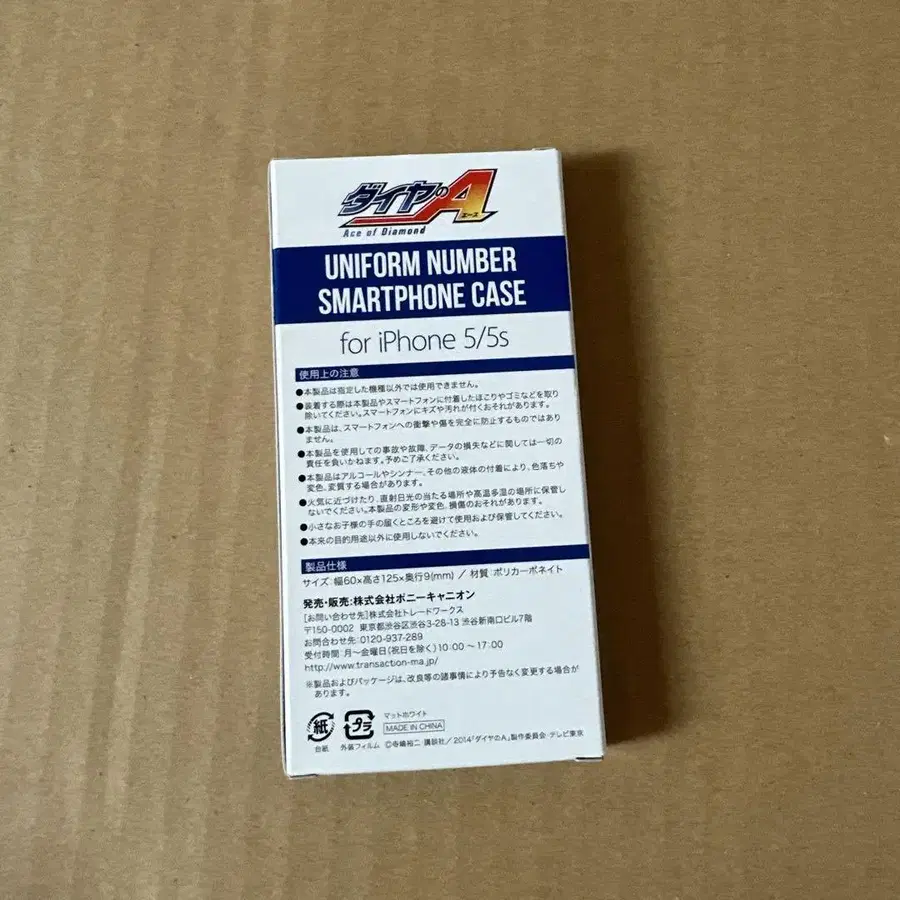 ダイヤのA
エース
Ace of Diamond
UNIFORM NUMBER
SMARTPHONE CASE
for iPhone 5/5s
使用上の注意
●本製品は指定した機種以外では使用できません。
●装着する際は本製品やスマートフォンに付着したほこりやゴミなどを取り
除いてください。スマートフォンにキズや汚れが付くおそれがあります。
●本製品は、スマートフォンへの衝撃や傷を完全に防止するものではあり
ません。
●本製品を使用しての事故や故障、データの損失などに関しては一切の
責任を負いかねます。予めご了承ください。
●本製品はアルコールやシンナー、その他の液体の付着により、色落ちや
変色、変質する場合があります。
●火気に近づけたり、直射日光の当たる場所や高温多湿の場所に保管し
ないでください。本製品の変形や変色、損傷のおそれがあります。
●小さなお子様の手の届くところを避けて使用および保管してください。
●本来の目的用途以外に使用しないでください。
製品仕様
サイズ:幅60×高さ125×奥行9(mm) / 材質:ポリカーボネイト
発売・販売:株式会社ポニーキャニオン
[お問い合わせ先]株式会社トレードワークス
〒150-0002 東京都渋谷区渋谷3-28-13 渋谷新南口ビル7階
お問合わせ先:0120-937-289
受付時間:月~金曜日(祝日を除く)10:00~17:00
http://www.transaction-ma.jp/
※製品およびパッケージは、改良等の諸事情により予告なく変更する場合が
あります。
紙
台紙
プラ
外装フィルム
マットホワイト
MADE IN CHINA
©寺嶋裕二 講談社/2014「ダイヤのA」製作委員会・テレビ東京